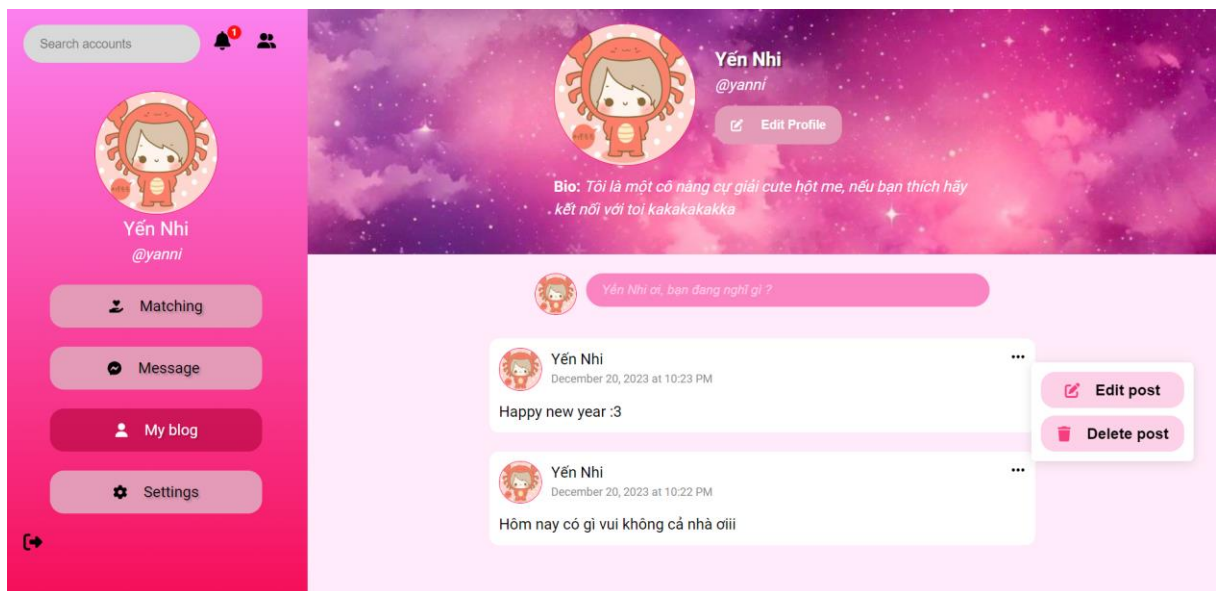 Search accounts
1
Yến Nhi
@yanni
Matching
Message
My blog
Settings
Yến Nhi
@yanni
Edit Profile
Bio: Tôi là một cô nàng cự giải cute hột me, nếu bạn thích hãy
kết nối với toi kakakakakka
Yến Nhi ơi, bạn đang nghĩ gì ?
Yến Nhi
December 20, 2023 at 10:23 PM
Happy new year :3
Edit post
Delete post
Yến Nhi
December 20, 2023 at 10:22 PM
Hôm nay có gì vui không cả nhà ơiii